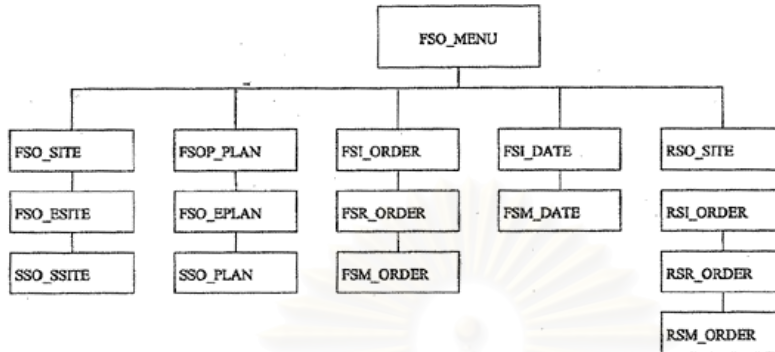 FSO_MENU
FSO_SITE
FSOP_PLAN
FSI_ORDER
FSI_DATE
RSO_SITE
FSO_ESITE
FSO_EPLAN
FSR_ORDER
FSM_DATE
RSI_ORDER
SSO_SSITE
SSO_PLAN
FSM_ORDER
RSR_ORDER
RSM_ORDER